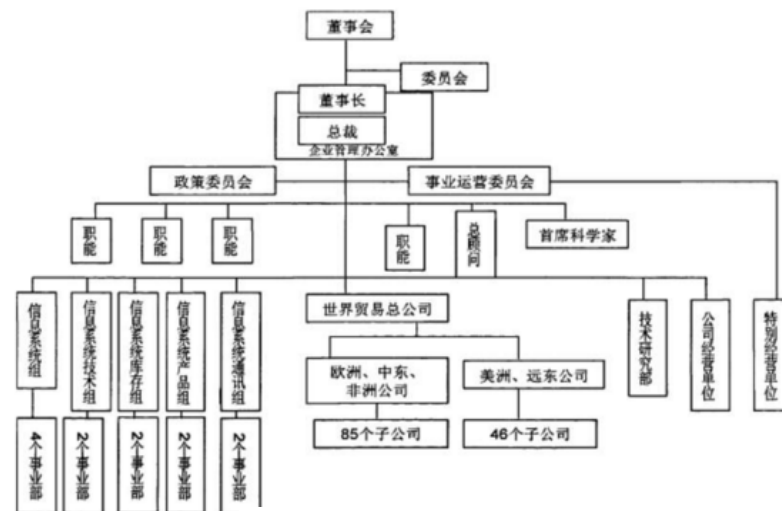 董事会
委员会
董事长
总裁
企业管理办公室
政策委员会
事业运营委员会
职能
职能
职能
职能
总顾问
首席科学家
信息系统组
信息系统技术组
信息系统库存组
信息系统产品组
信息系统通讯组
世界贸易总公司
技术研究部
公司经营单位
特别经营单位
欧洲、中东、
非洲公司
美洲、远东公司
85个子公司
46个子公司
4个事业部
2个事业部
2个事业部
2个事业部
2个事业部